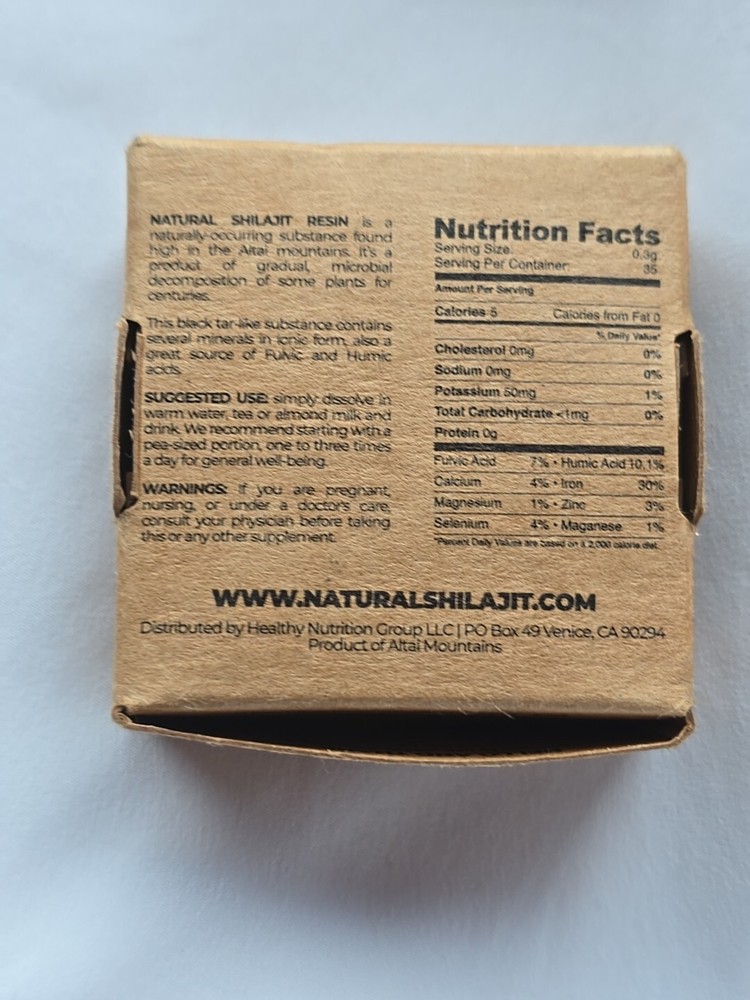 NATURAL SHILAJIT RESIN is a
naturally-occurring substance found
high in the Altai mountains. It's a
product of gradual, microbial
decomposition of some plants for
centuries.
This black tar-like substance contains
several minerals in ionic form, also a
great source of Fulvic and Humic
acids.
SUGGESTED USE: simply dissolve in
warm water, tea or almond milk and
drink. We recommend starting with a
pea-sized portion, one to three times
a day for general well-being.
WARNINGS: If you are pregnant,
nursing, or under a doctor's care,
consult your physician before taking
this or any other supplement.
Nutrition Facts
Serving Size: 0.3g
Serving Per Container: 35
Amount Per Serving
Calories 5 Calories from Fat 0
% Daily Value*
Cholesterol 0mg 0%
Sodium 0mg 0%
Potassium 50mg 1%
Total Carbohydrate <1mg 0%
Protein 0g
Fulvic Acid 7% • Humic Acid 10,1%
Calcium 4% • Iron 30%
Magnesium 1% • Zinc 3%
Selenium 4% • Maganese 1%
*Percent Daily Values are based on a 2,000 calorie diet.
WWW.NATURALSHILAJIT.COM
Distributed by Healthy Nutrition Group LLC | PO Box 49 Venice, CA 90294
Product of Altai Mountains